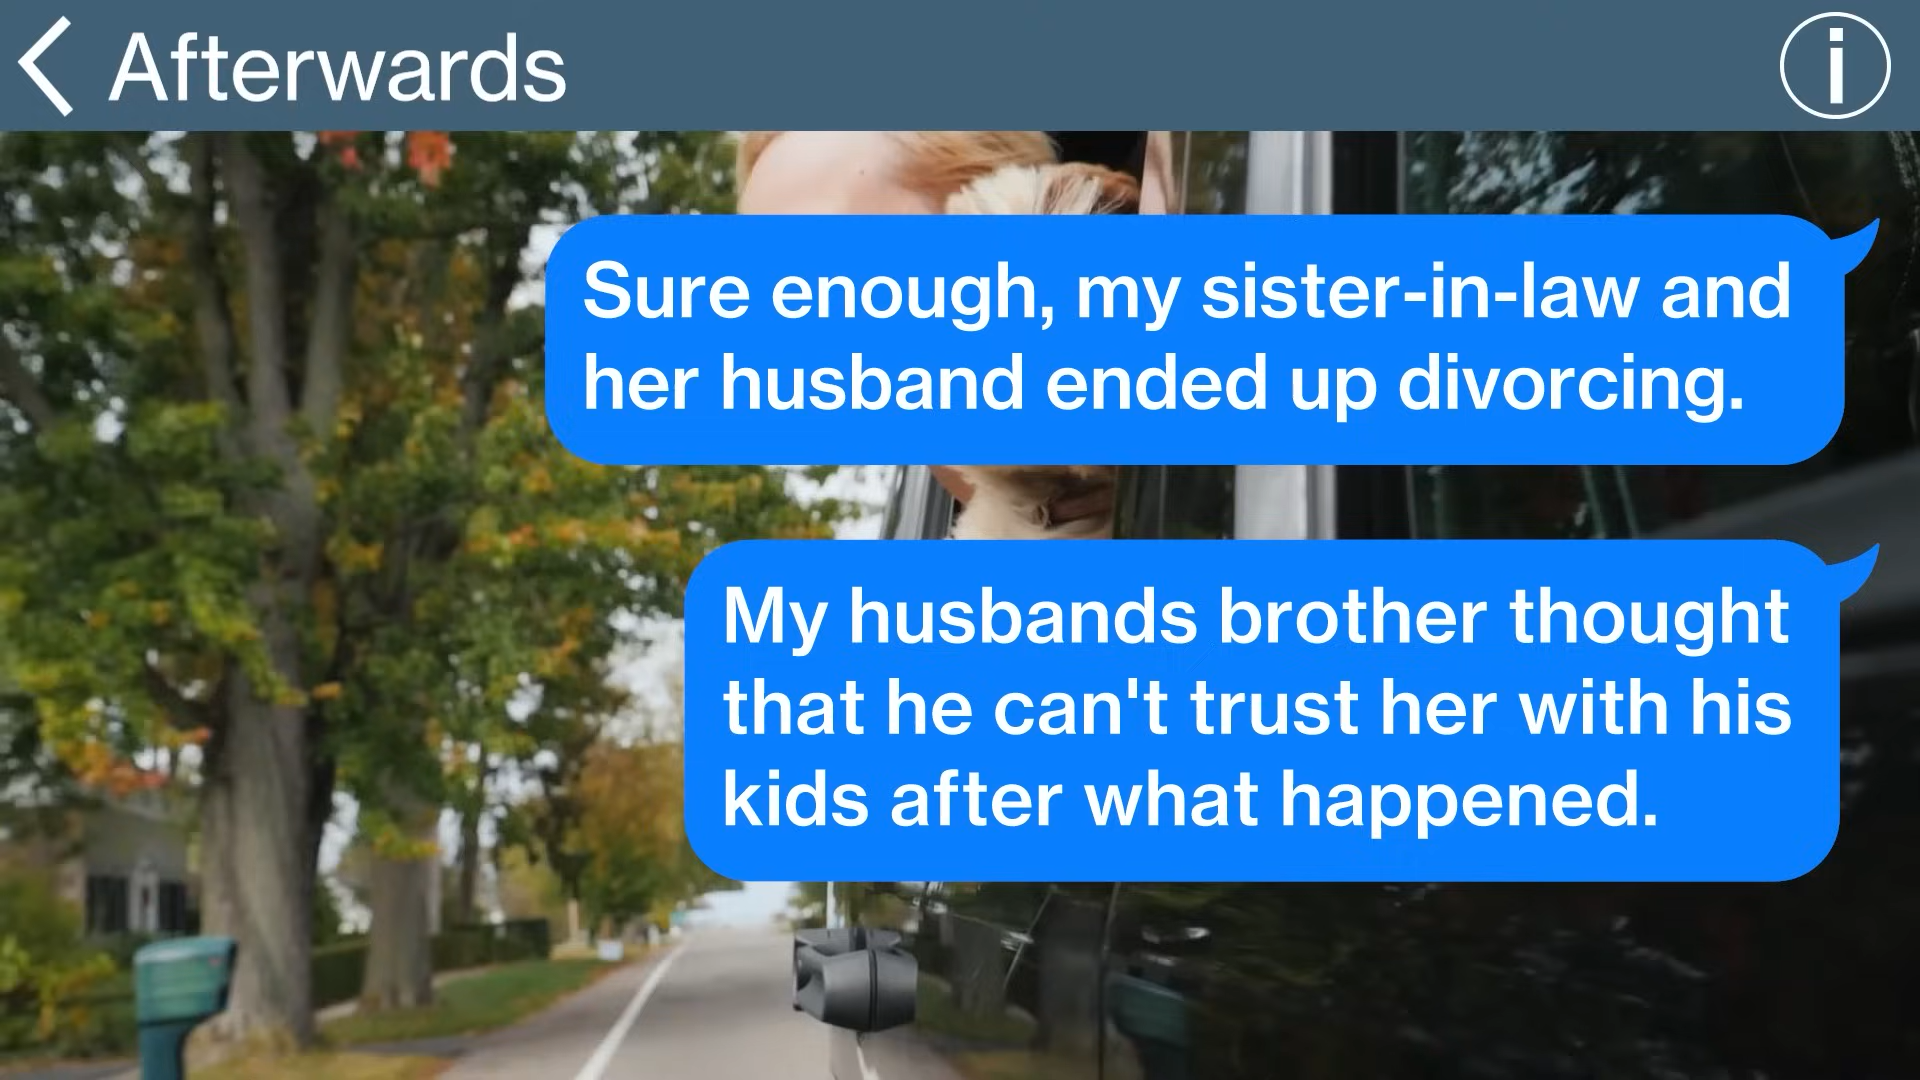 Afterwards
Sure enough, my sister-in-law and
her husband ended up divorcing.
My husbands brother thought
that he can't trust her with his
kids after what happened.